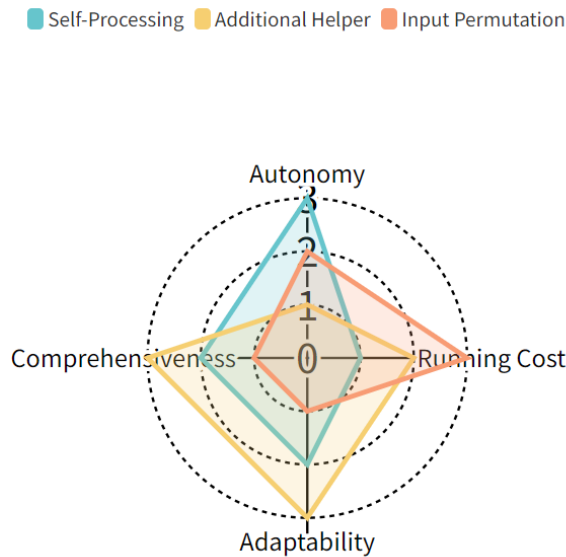 Self-Processing Additional Helper Input Permutation
Autonomy
3
2
1
Comprehensiveness 0 Running Cost
Adaptability